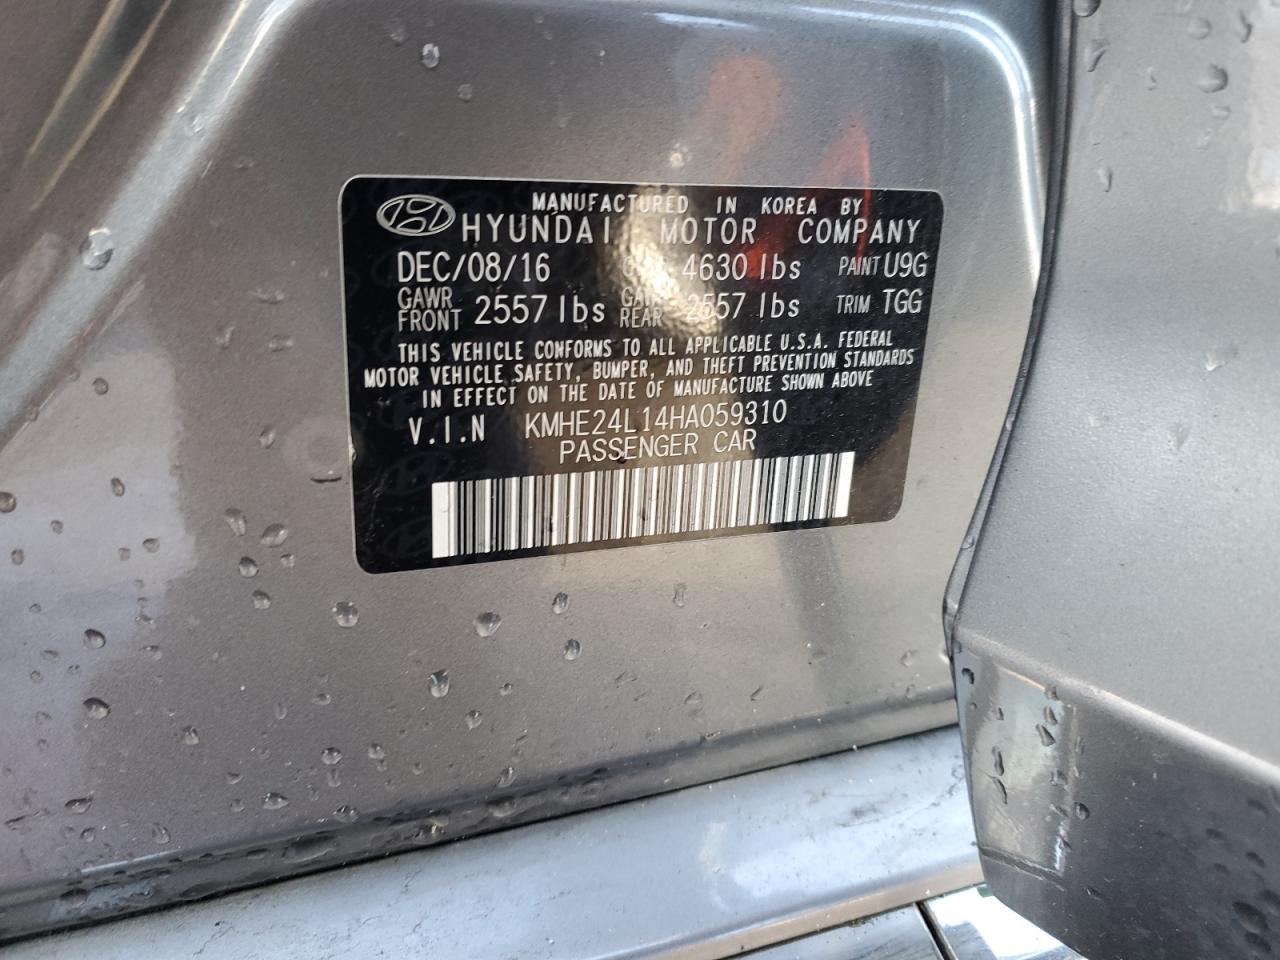 MANUFACTURED IN KOREA BY
HYUNDAI MOTOR COMPANY
DEC/08/16 4630 lbs PAINT U9G
GAWR FRONT 2557 lbs GAWR REAR 2557 lbs TRIM TGG
THIS VEHICLE CONFORMS TO ALL APPLICABLE U.S.A. FEDERAL
MOTOR VEHICLE SAFETY, BUMPER, AND THEFT PREVENTION STANDARDS
IN EFFECT ON THE DATE OF MANUFACTURE SHOWN ABOVE
V.I.N KMHE24L14HA059310
PASSENGER CAR